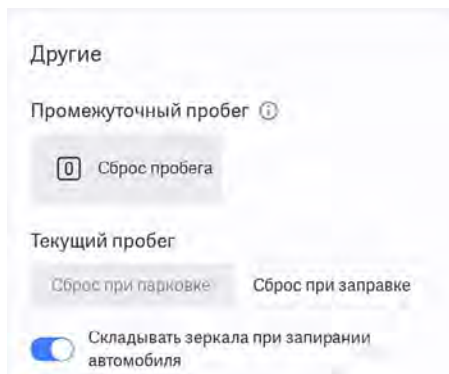 Другие
Промежуточный пробег
0 Сброс пробега
Текущий пробег
Сброс при парковке Сброс при заправке
Складывать зеркала при запирании
автомобиля